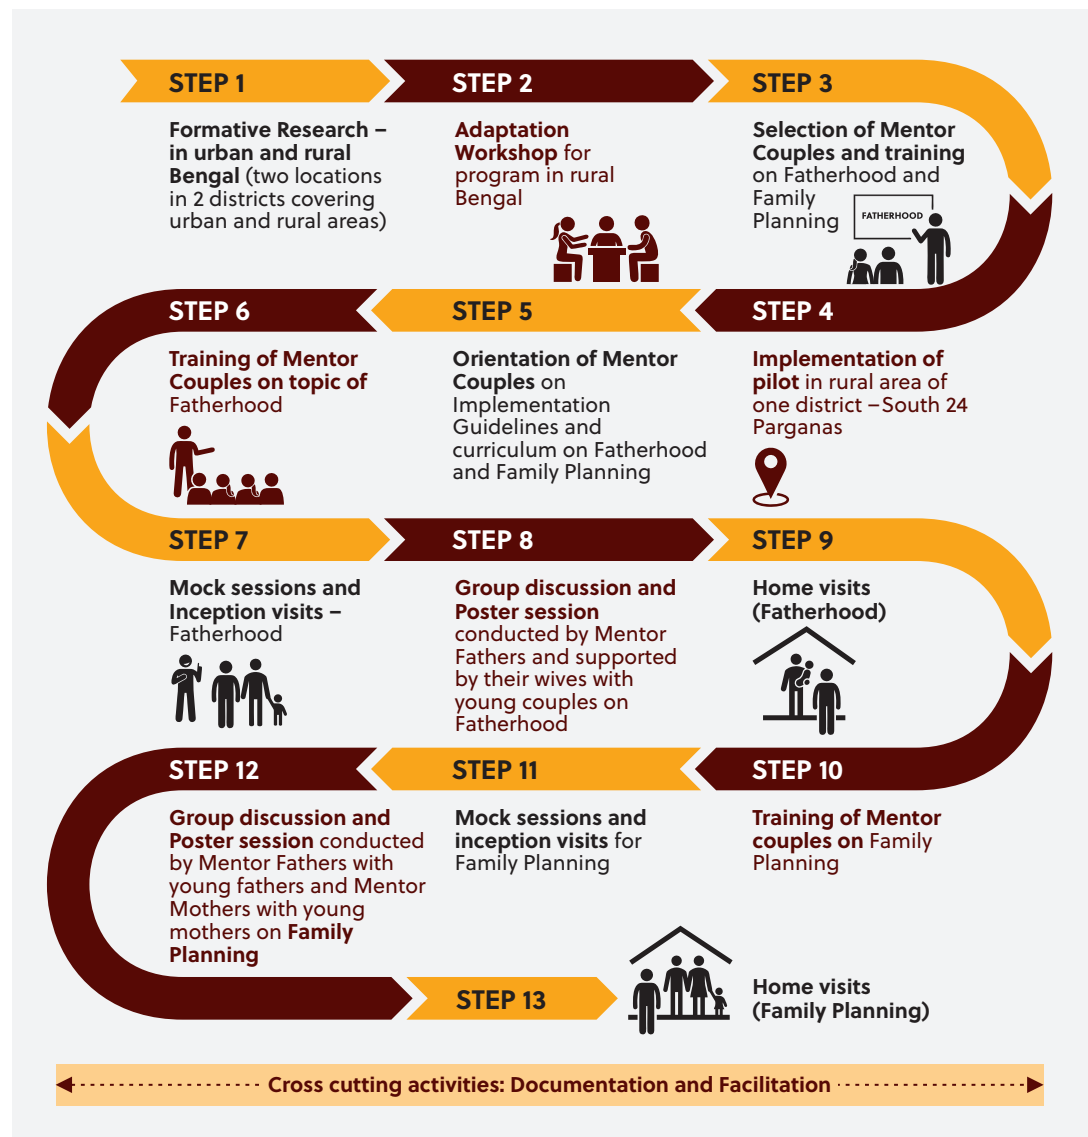 STEP 1
Formative Research –
in urban and rural
Bengal (two locations
in 2 districts covering
urban and rural areas)
STEP 2
Adaptation
Workshop for
program in rural
Bengal
STEP 3
Selection of Mentor
Couples and training
on Fatherhood and
Family
Planning
FATHERHOOD
STEP 4
Implementation of
pilot in rural area of
one district –South 24
Parganas
STEP 5
Orientation of Mentor
Couples on
Implementation
Guidelines and
curriculum on Fatherhood
and Family Planning
STEP 6
Training of Mentor
Couples on topic of
Fatherhood
STEP 7
Mock sessions and
Inception visits –
Fatherhood
STEP 8
Group discussion and
Poster session
conducted by Mentor
Fathers and supported
by their wives with
young couples on
Fatherhood
STEP 9
Home visits
(Fatherhood)
STEP 10
Training of Mentor
couples on Family
Planning
STEP 11
Mock sessions and
inception visits for
Family Planning
STEP 12
Group discussion and
Poster session conducted
by Mentor Fathers with
young fathers and Mentor
Mothers with young
mothers on Family
Planning
STEP 13
Home visits
(Family Planning)
Cross cutting activities: Documentation and Facilitation